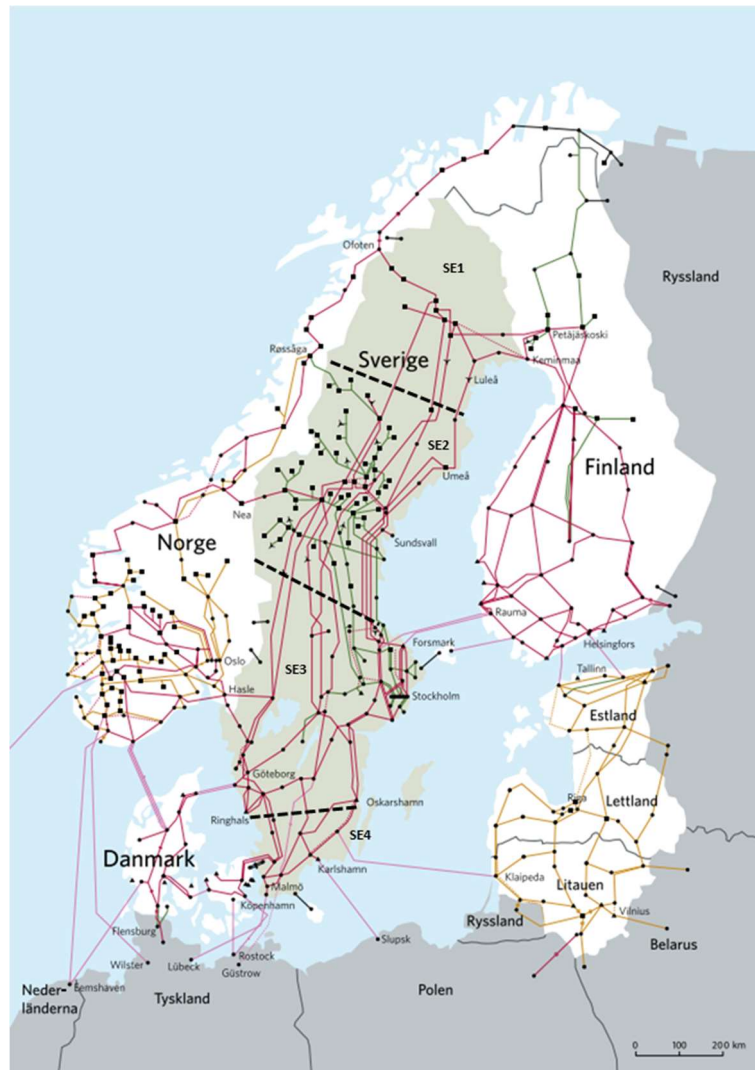 Ofoten
SE1
Ryssland
Petäjäskoski
Røssåga
Sverige
Keminmaa
Luleå
SE2
Finland
Umeå
Nea
Norge
Sundsvall
Rauma
Forsmark
Helsingfors
Oslo
SE3
Tallinn
Hasle
Stockholm
Estland
Göteborg
Riga
Lettland
Oskarshamn
Ringhals
SE4
Danmark
Karlshamn
Klaipeda
Litauen
Malmö
Köpenhamn
Vilnius
Ryssland
Flensburg
Slupsk
Belarus
Wilster
Lübeck
Rostock
Güstrow
Neder-
länderna
Eemshaven
Tyskland
Polen
0 100 200 km